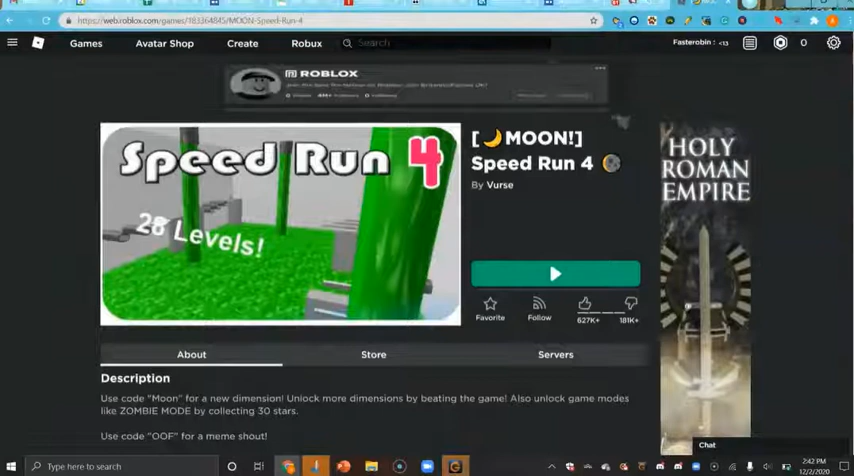 https://web.roblox.com/games/183364845/MOON-Speed-Run-4
Games
Avatar Shop
Create
Robux
Search
Fasterobin: <13
0
ROBLOX
Speed Run 4
28 Levels!
[🌙MOON!]
Speed Run 4 🌘
By Vurse
Favorite
Follow
627K+
181K+
HOLY
ROMAN
EMPIRE
About
Store
Servers
Description
Use code "Moon" for a new dimension! Unlock more dimensions by beating the game! Also unlock game modes
like ZOMBIE MODE by collecting 30 stars.
Use code "OOF" for a meme shout!
Chat
Type here to search
2:42 PM
12/2/2020